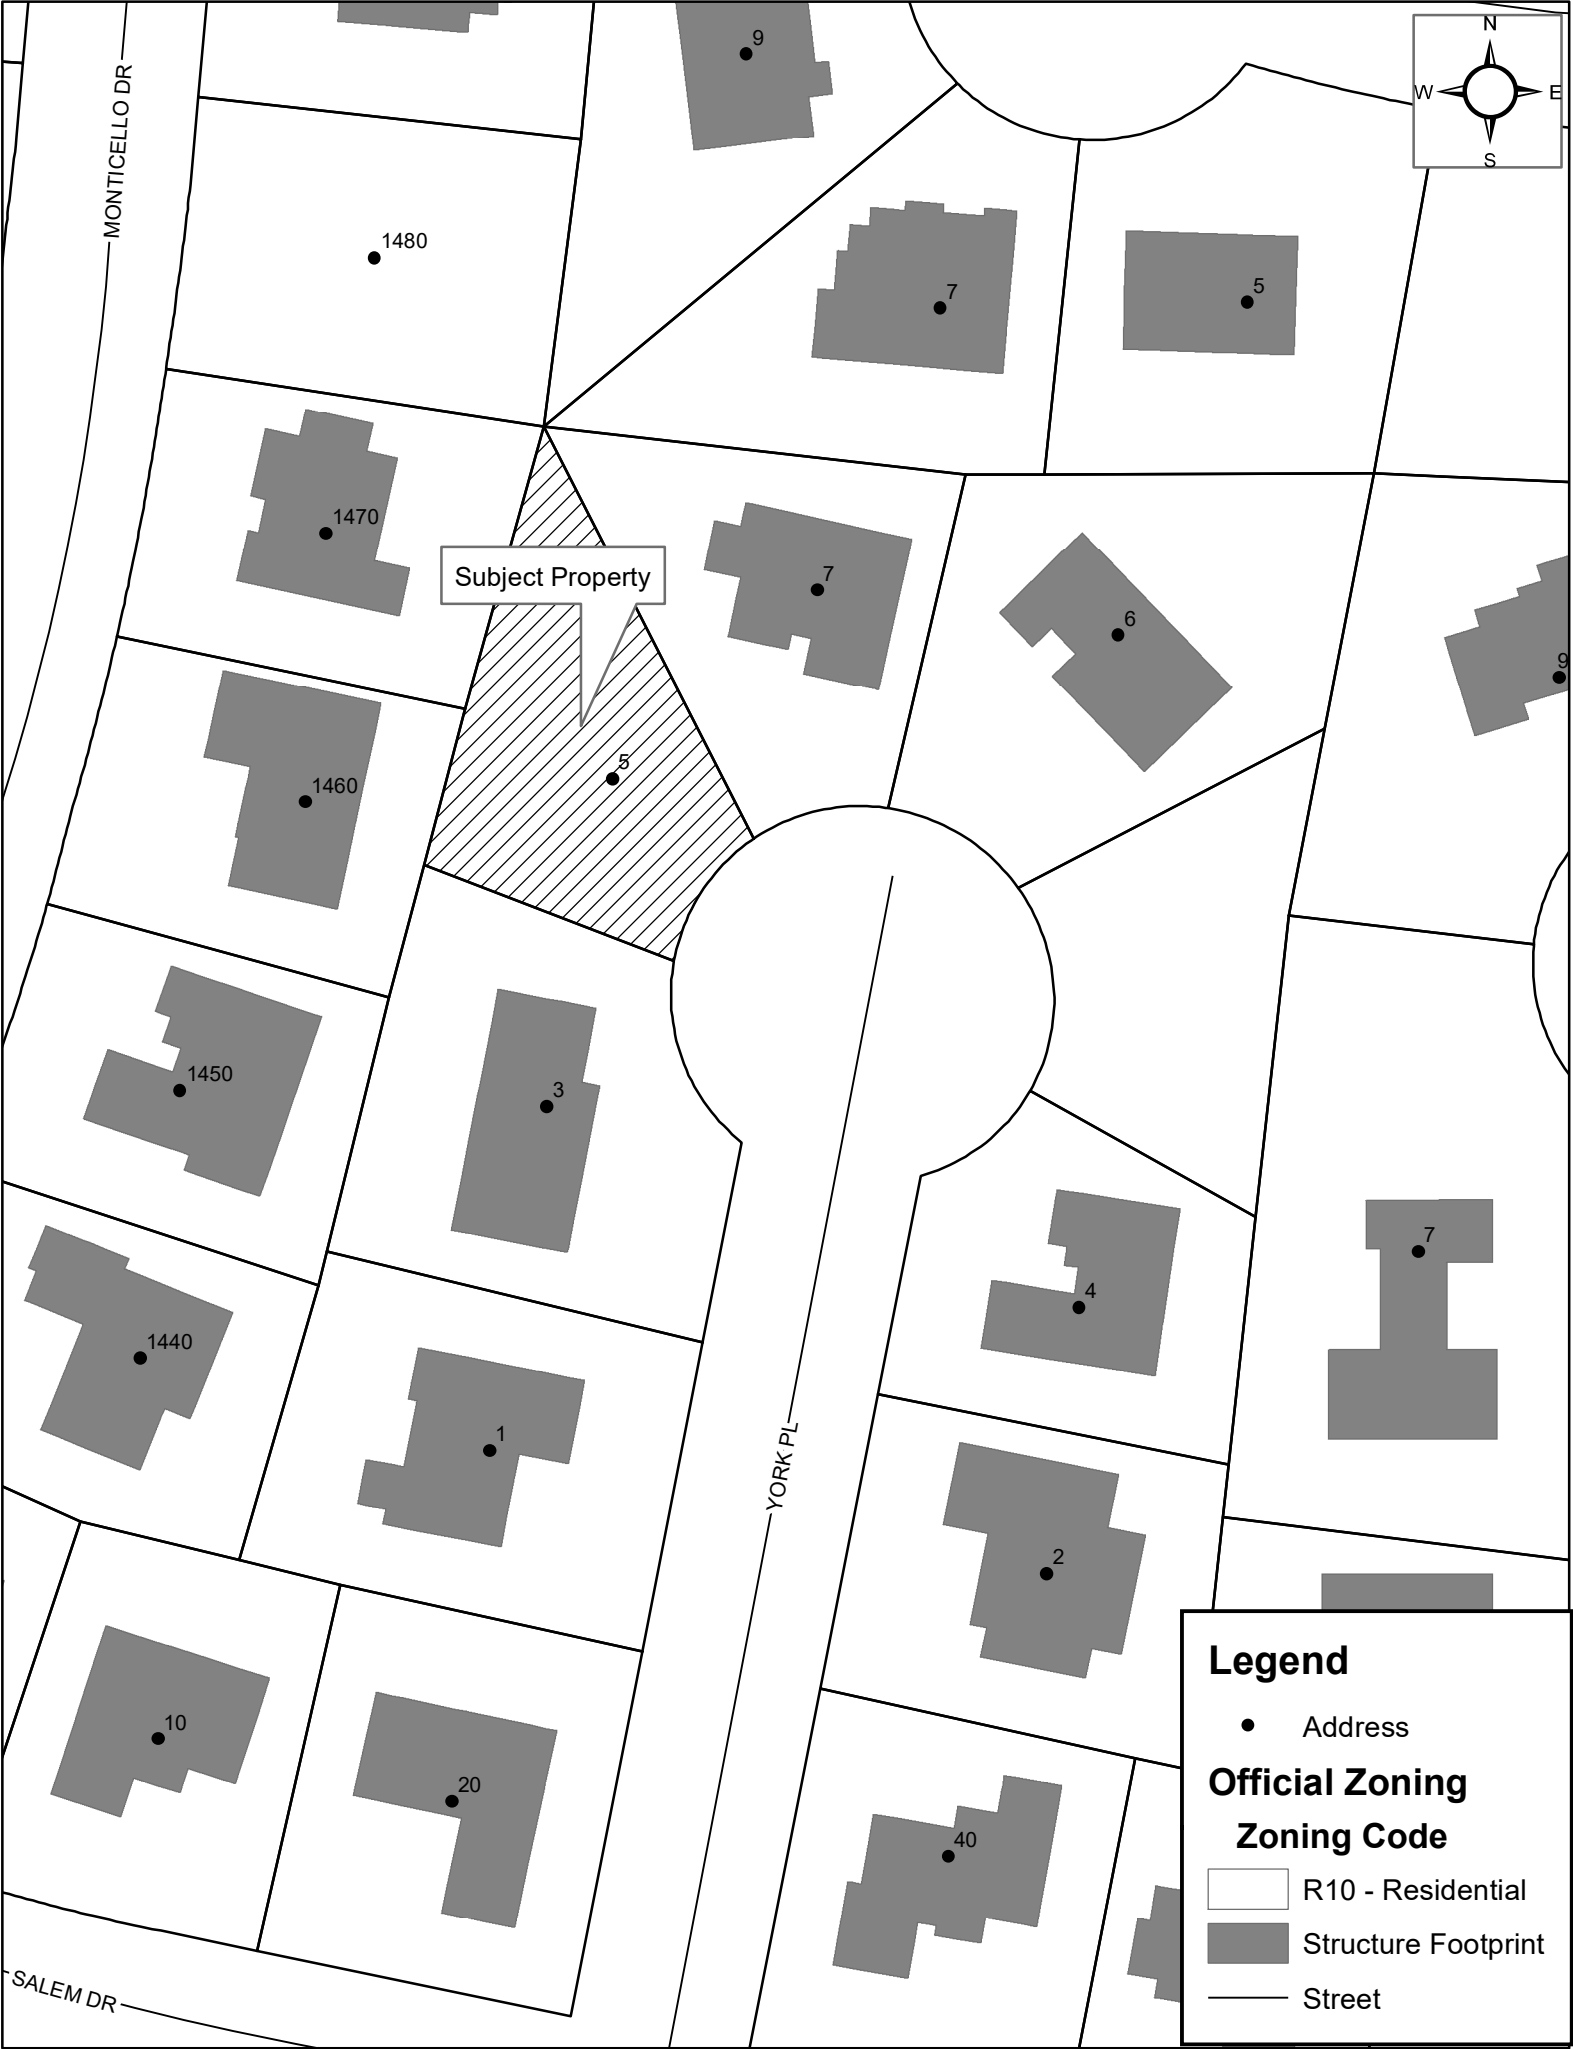 9
N
W
E
S
MONTICELLO DR
1480
7
5
1470
Subject Property
7
6
9
5
1460
1450
3
7
4
1440
1
YORK PL
2
10
20
40
SALEM DR
Legend
Address
Official Zoning
Zoning Code
R10 - Residential
Structure Footprint
Street